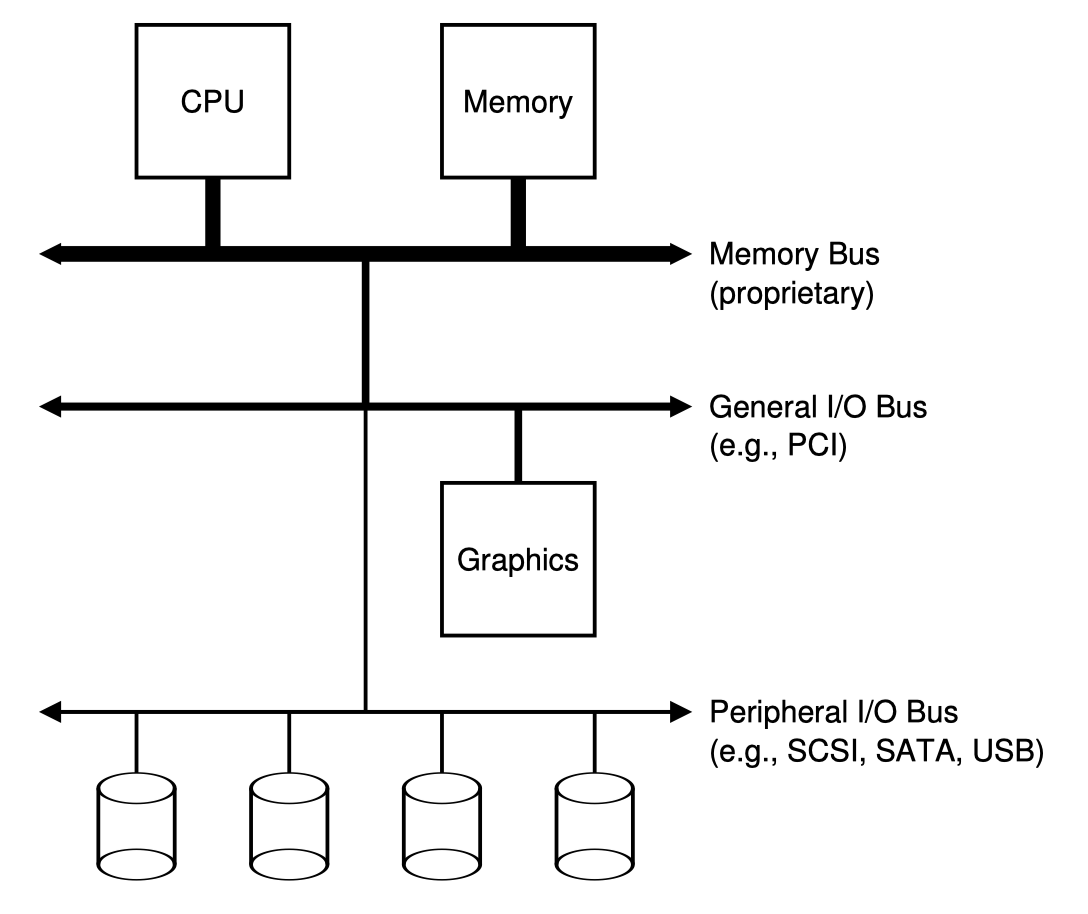 CPU
Memory
Memory Bus
(proprietary)
General I/O Bus
(e.g., PCI)
Graphics
Peripheral I/O Bus
(e.g., SCSI, SATA, USB)